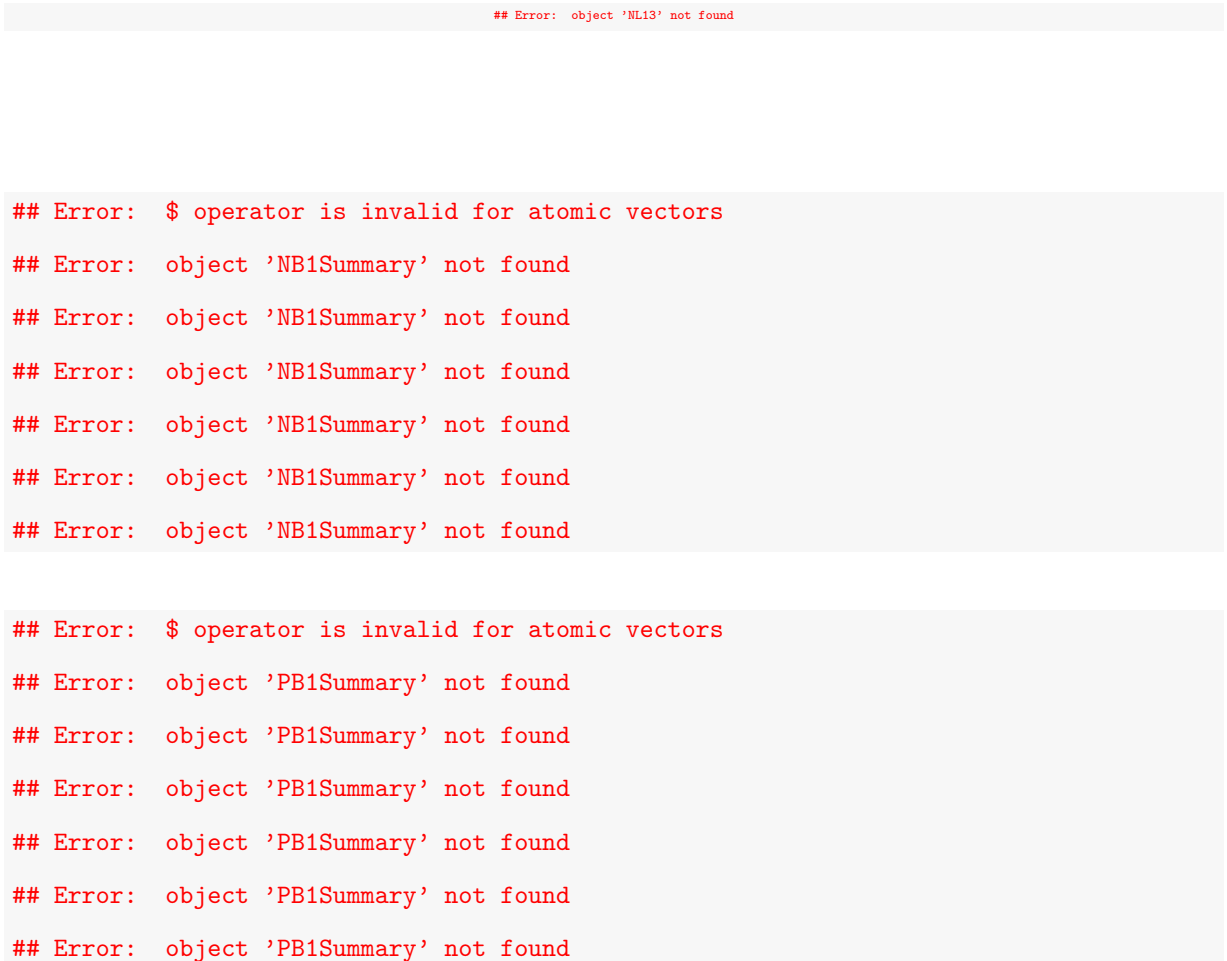 ## Error:  object 'NL13' not found
## Error:  $ operator is invalid for atomic vectors
## Error:  object 'NB1Summary' not found
## Error:  object 'NB1Summary' not found
## Error:  object 'NB1Summary' not found
## Error:  object 'NB1Summary' not found
## Error:  object 'NB1Summary' not found
## Error:  object 'NB1Summary' not found
## Error:  $ operator is invalid for atomic vectors
## Error:  object 'PB1Summary' not found
## Error:  object 'PB1Summary' not found
## Error:  object 'PB1Summary' not found
## Error:  object 'PB1Summary' not found
## Error:  object 'PB1Summary' not found
## Error:  object 'PB1Summary' not found